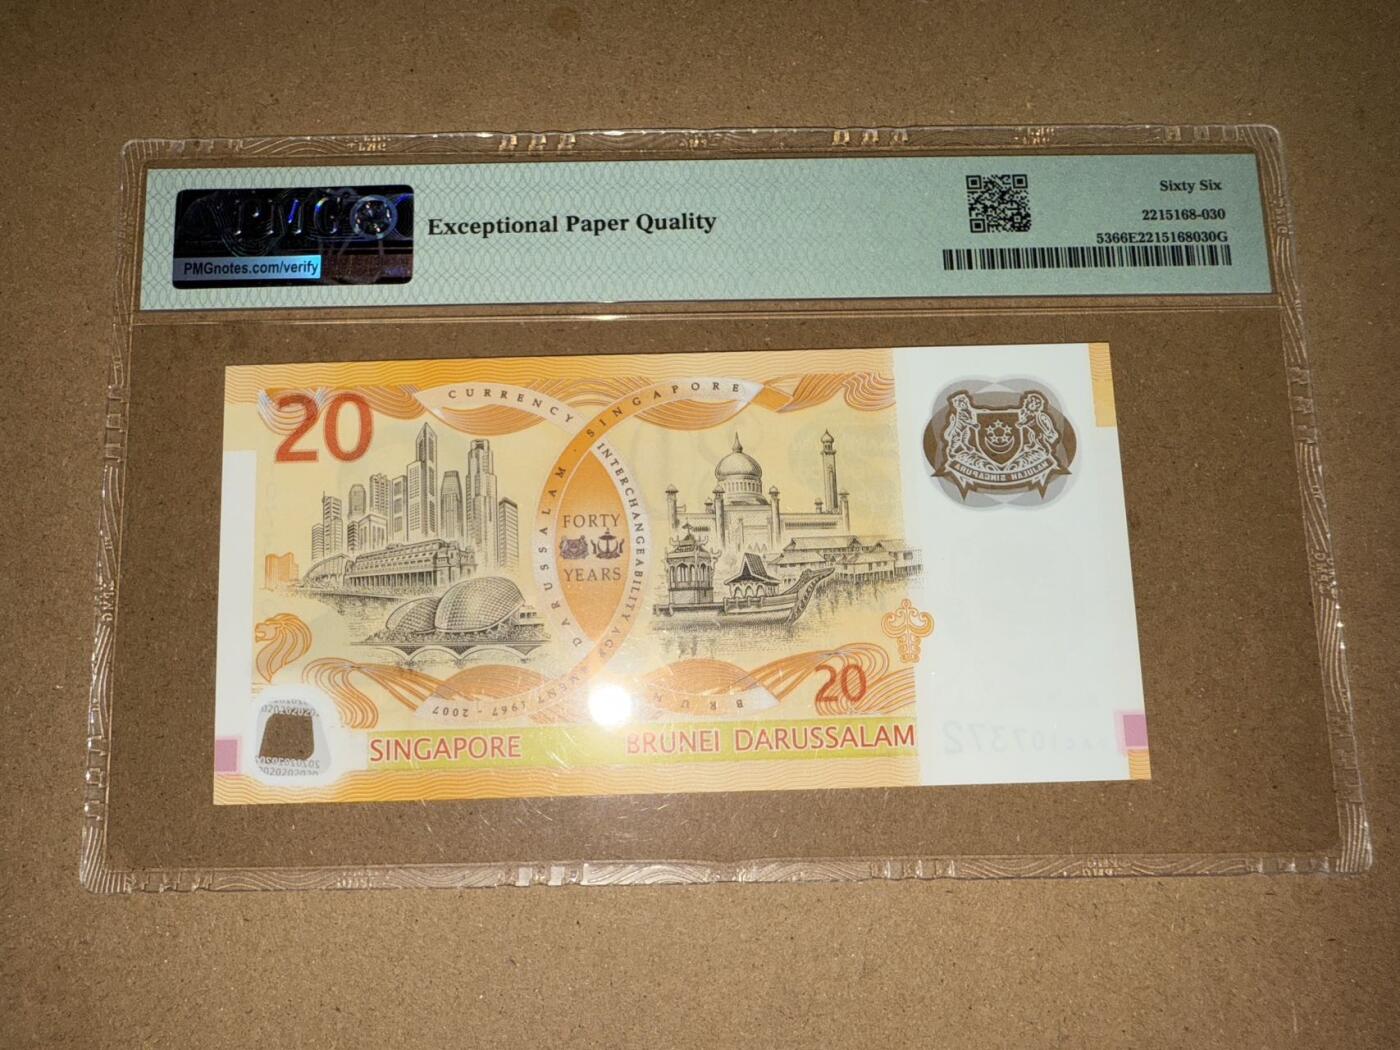 PMG
PMGnotes.com/verify
Exceptional Paper Quality
Sixty Six
2215168-030
5366E2215168030G
20
CURRENCY INTERCHANGEABILITY AGREEMENT 1967 - 2007
BRUNEI DARUSSALAM · SINGAPORE
FORTY
YEARS
MAJULAH SINGAPURA
20
SINGAPORE
BRUNEI DARUSSALAM